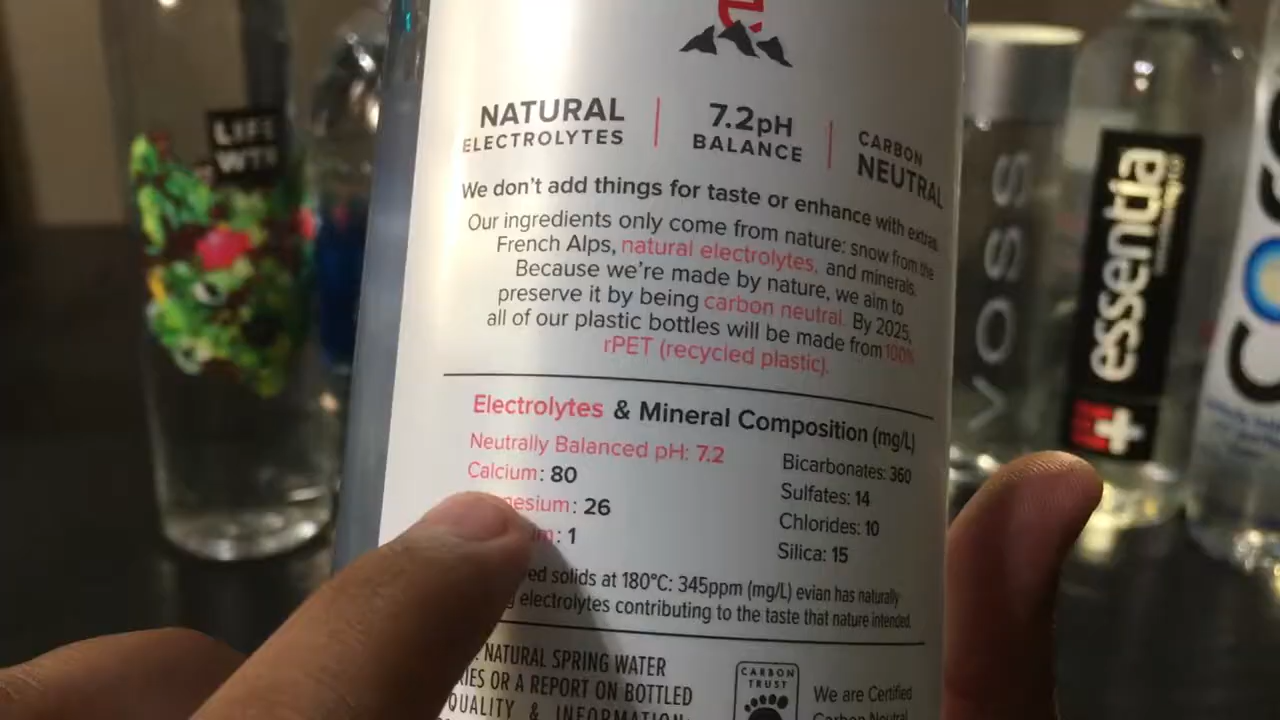 e
NATURAL
ELECTROLYTES
7.2pH
BALANCE
CARBON
NEUTRAL
We don't add things for taste or enhance with extras.
Our ingredients only come from nature: snow from the
French Alps, natural electrolytes, and minerals.
Because we're made by nature, we aim to
preserve it by being carbon neutral. By 2025,
all of our plastic bottles will be made from 100%
rPET (recycled plastic).
Electrolytes & Mineral Composition (mg/L)
Neutrally Balanced pH: 7.2
Calcium: 80
nesium: 26
m: 1
Bicarbonates: 360
Sulfates: 14
Chlorides: 10
Silica: 15
ed solids at 180°C: 345ppm (mg/L) evian has naturally
electrolytes contributing to the taste that nature intended.
NATURAL SPRING WATER
RIES OR A REPORT ON BOTTLED
QUALITY & INFORMATION
CARBON
TRUST
We are Certified
Carbon Neutral
LIFE
WTR
VOSS
essentia